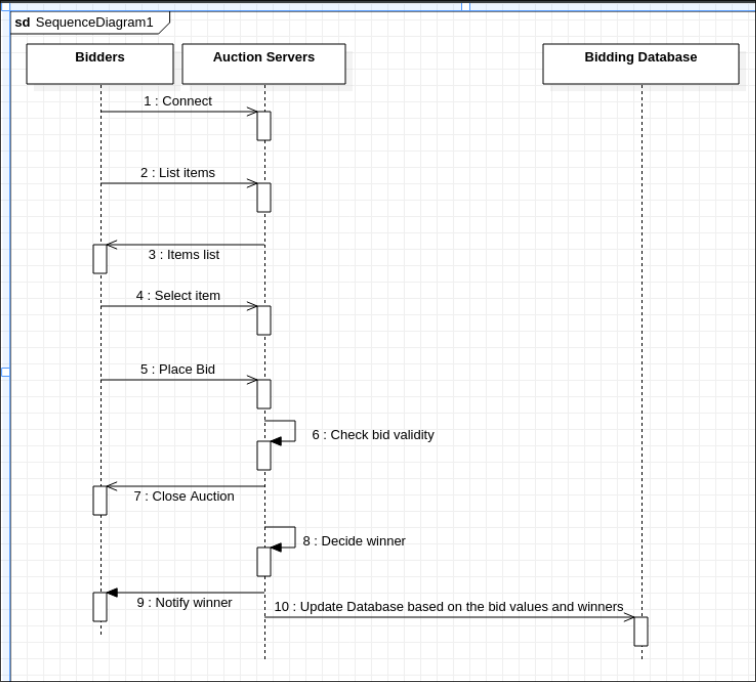 sd SequenceDiagram1
Bidders
Auction Servers
Bidding Database
1 : Connect
2 : List items
3 : Items list
4 : Select item
5 : Place Bid
6 : Check bid validity
7 : Close Auction
8 : Decide winner
9 : Notify winner
10 : Update Database based on the bid values and winners